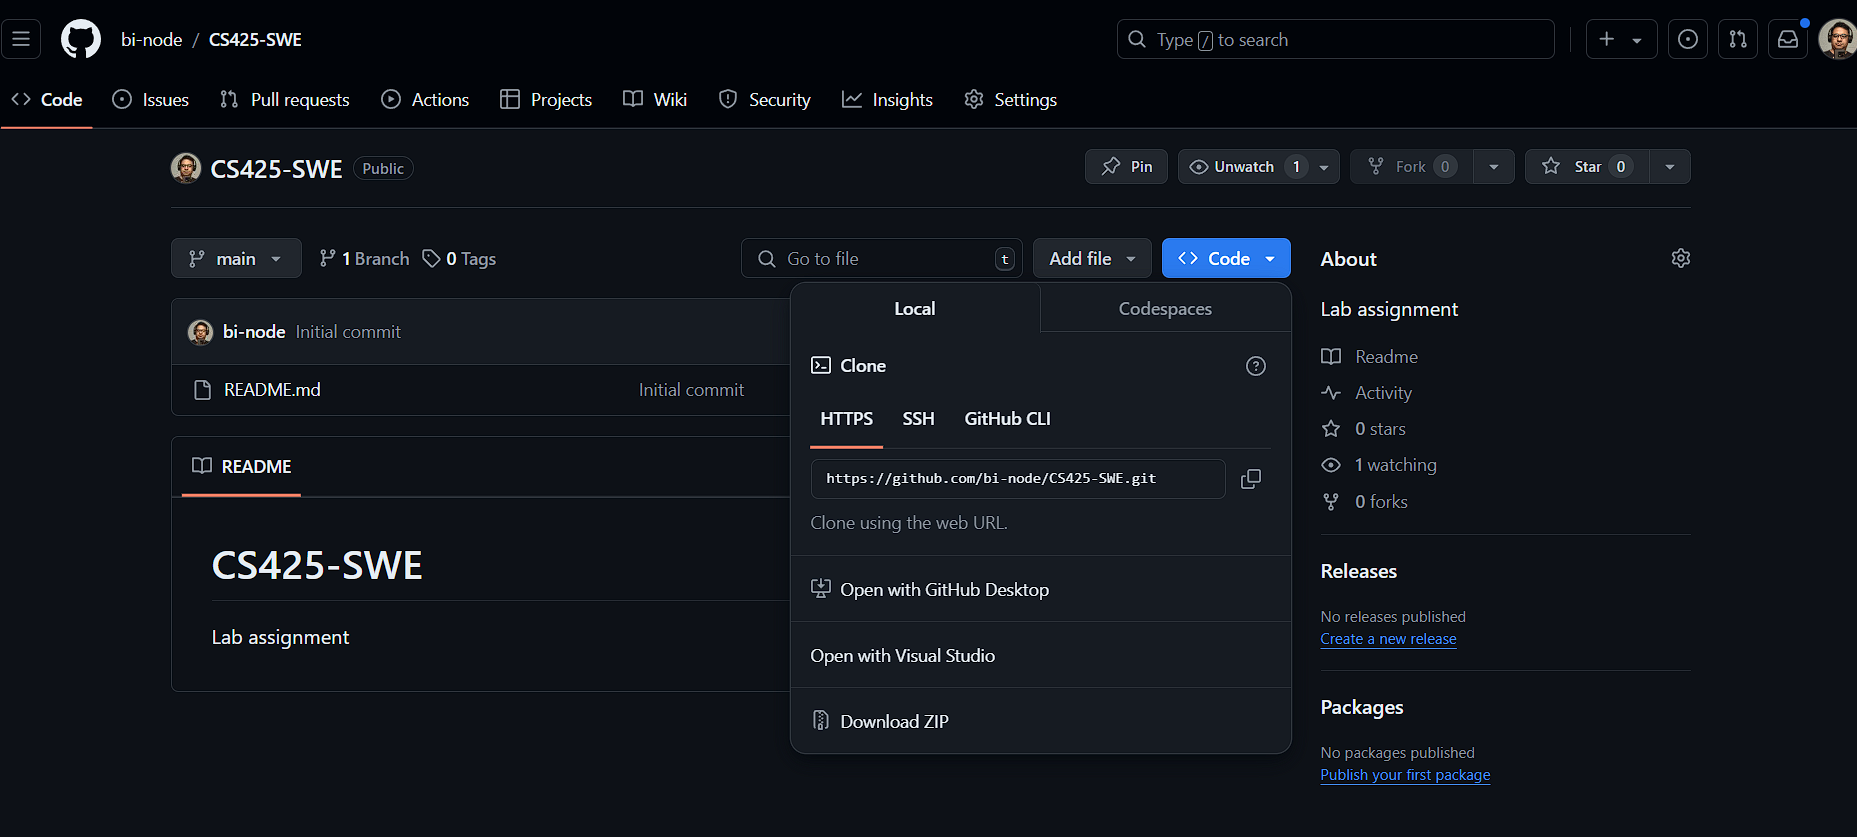 bi-node / CS425-SWE
Type / to search
Code Issues Pull requests Actions Projects Wiki Security Insights Settings
CS425-SWE Public
Pin Unwatch 1 Fork 0 Star 0
main 1 Branch 0 Tags Go to file t Add file Code
bi-node Initial commit
README.md Initial commit
README
CS425-SWE
Lab assignment
Local Codespaces
Clone
HTTPS SSH GitHub CLI
https://github.com/bi-node/CS425-SWE.git
Clone using the web URL.
Open with GitHub Desktop
Open with Visual Studio
Download ZIP
About
Lab assignment
Readme
Activity
0 stars
1 watching
0 forks
Releases
No releases published
Create a new release
Packages
No packages published
Publish your first package